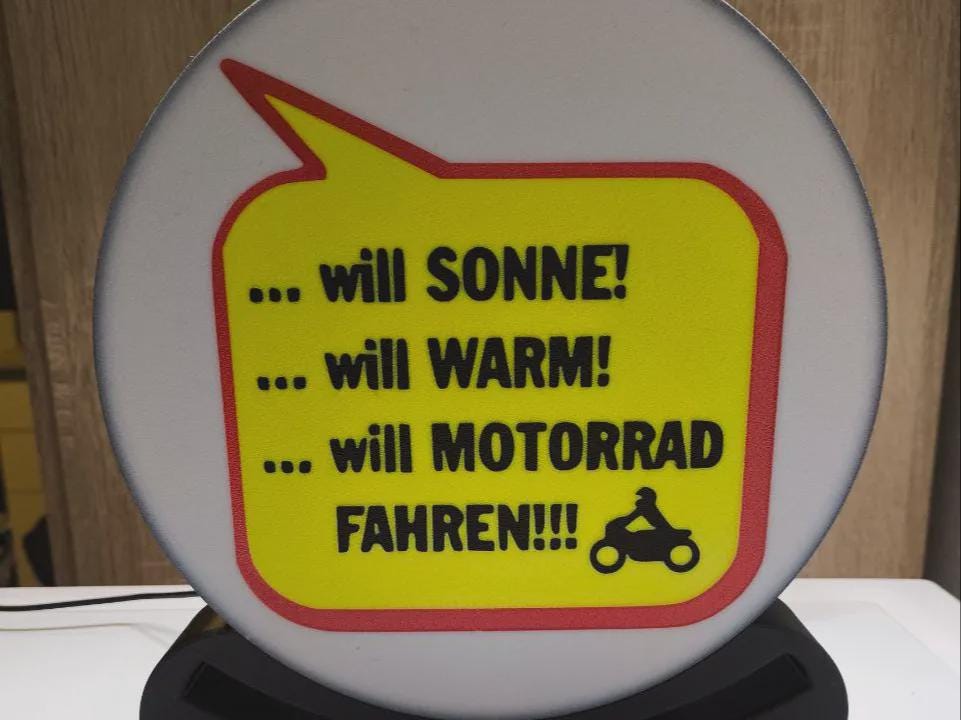 ... will SONNE!
... will WARM!
... will MOTORRAD
FAHREN!!!